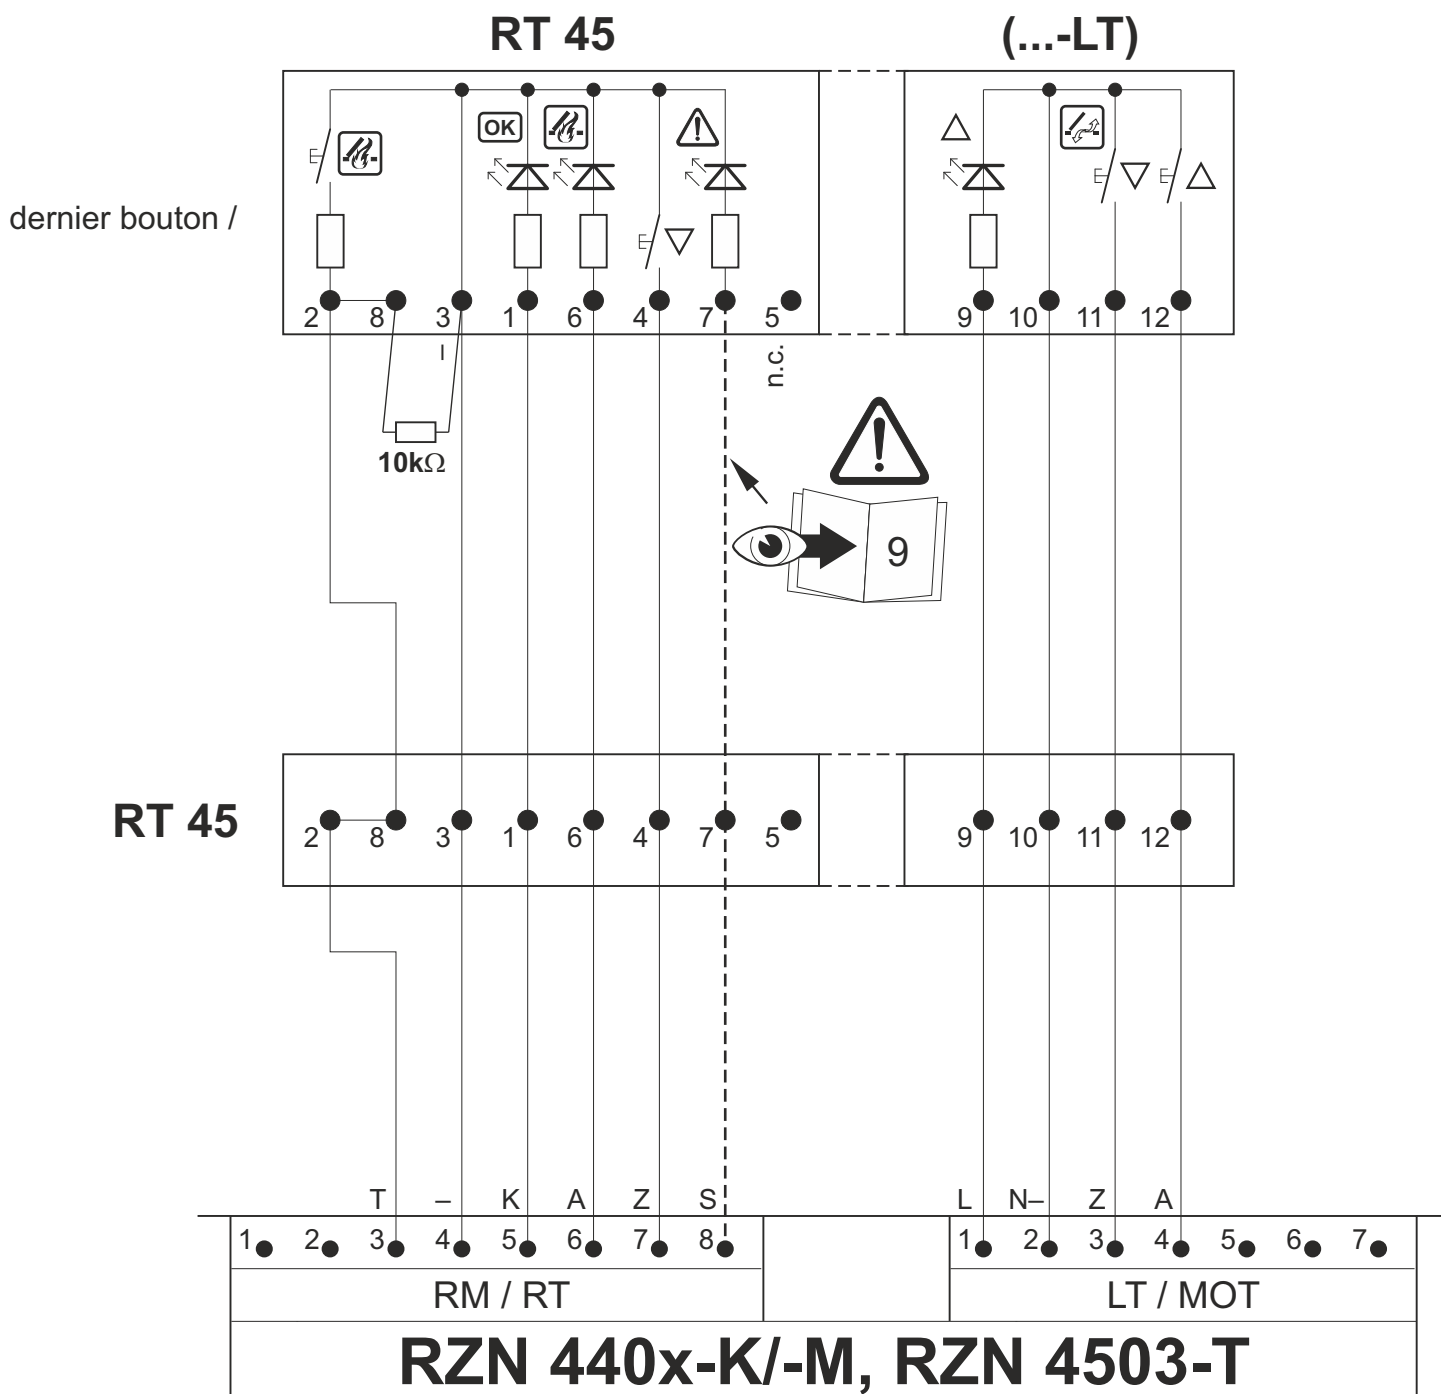 RT 45 (...-LT)
OK
dernier bouton /
2 8 3 1 6 4 7 5 9 10 11 12
–
n.c.
10kΩ
9
RT 45
2 8 3 1 6 4 7 5 9 10 11 12
T – K A Z S L N– Z A
1 2 3 4 5 6 7 8 1 2 3 4 5 6 7
RM / RT LT / MOT
RZN 440x-K/-M, RZN 4503-T